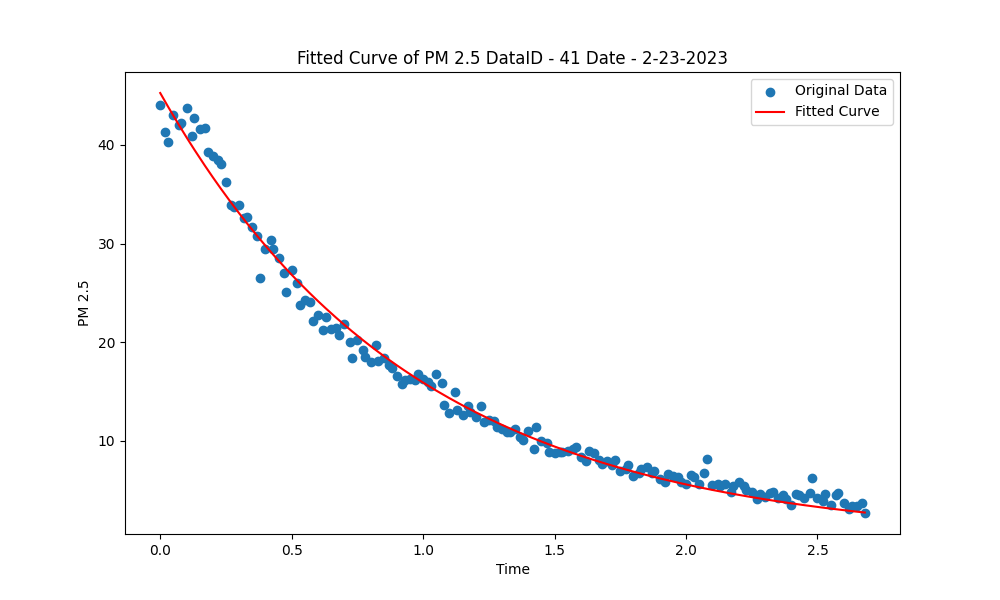 Fitted Curve of PM 2.5 DataID - 41 Date - 2-23-2023
Original Data
Fitted Curve
PM 2.5
40
30
20
10
0.0 0.5 1.0 1.5 2.0 2.5
Time